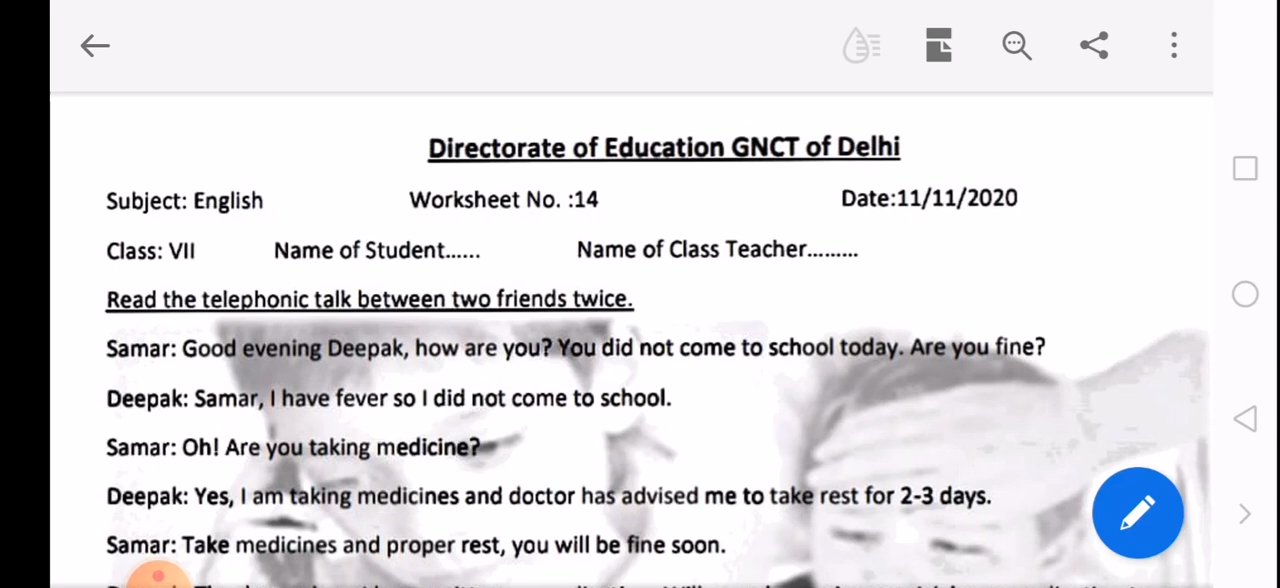 Directorate of Education GNCT of Delhi
Subject: English Worksheet No. :14 Date:11/11/2020
Class: VII Name of Student...... Name of Class Teacher.........
Read the telephonic talk between two friends twice.
Samar: Good evening Deepak, how are you? You did not come to school today. Are you fine?
Deepak: Samar, I have fever so I did not come to school.
Samar: Oh! Are you taking medicine?
Deepak: Yes, I am taking medicines and doctor has advised me to take rest for 2-3 days.
Samar: Take medicines and proper rest, you will be fine soon.